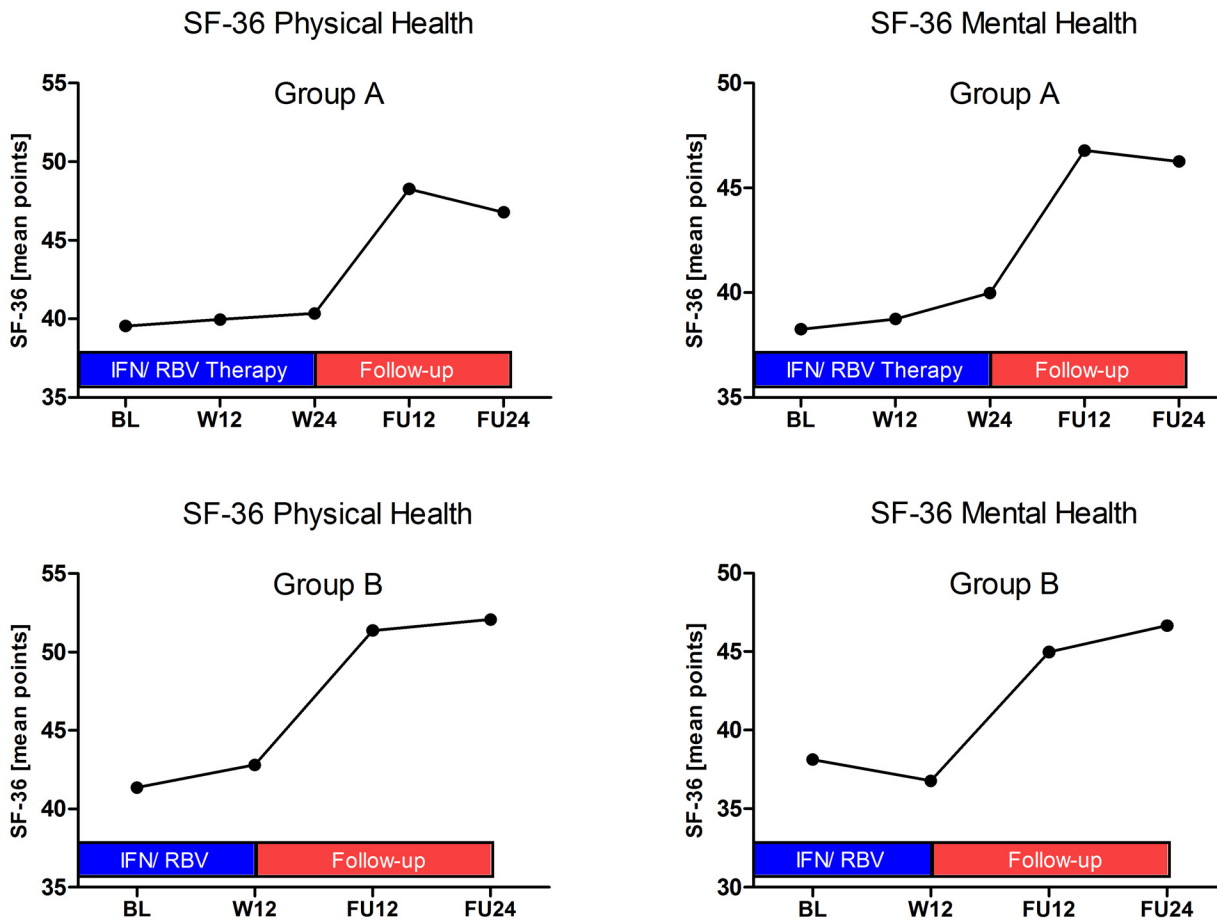 SF-36 Physical Health
Group A
SF-36 [mean points]
55
50
45
40
35
IFN/ RBV Therapy Follow-up
BL W12 W24 FU12 FU24
SF-36 Mental Health
Group A
SF-36 [mean points]
50
45
40
35
IFN/ RBV Therapy Follow-up
BL W12 W24 FU12 FU24
SF-36 Physical Health
Group B
SF-36 [mean points]
55
50
45
40
35
IFN/ RBV Follow-up
BL W12 FU12 FU24
SF-36 Mental Health
Group B
SF-36 [mean points]
50
45
40
35
30
IFN/ RBV Follow-up
BL W12 FU12 FU24